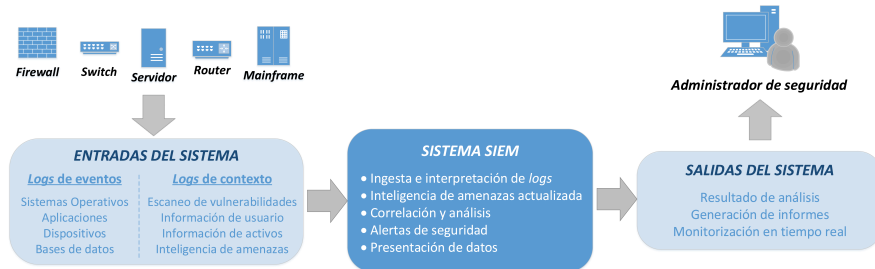 Firewall
Switch
Servidor
Router
Mainframe
Administrador de seguridad
ENTRADAS DEL SISTEMA
Logs de eventos
Sistemas Operativos
Aplicaciones
Dispositivos
Bases de datos
Logs de contexto
Escaneo de vulnerabilidades
Información de usuario
Información de activos
Inteligencia de amenazas
SISTEMA SIEM
• Ingesta e interpretación de logs
• Inteligencia de amenazas actualizada
• Correlación y análisis
• Alertas de seguridad
• Presentación de datos
SALIDAS DEL SISTEMA
Resultado de análisis
Generación de informes
Monitorización en tiempo real